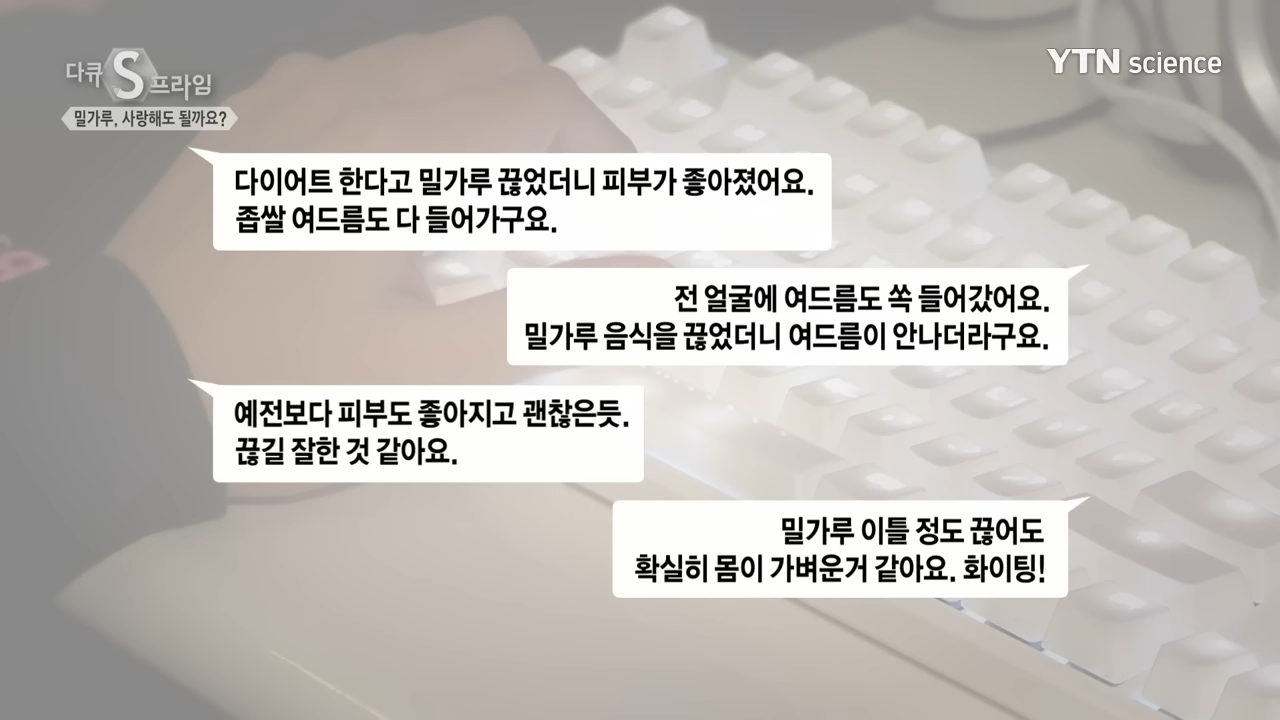 다큐 S 프라임
밀가루, 사랑해도 될까요?
YTN science
다이어트 한다고 밀가루 끊었더니 피부가 좋아졌어요.
좁쌀 여드름도 다 들어가구요.
전 얼굴에 여드름도 쏙 들어갔어요.
밀가루 음식을 끊었더니 여드름이 안나더라구요.
예전보다 피부도 좋아지고 괜찮은듯.
끊길 잘한 것 같아요.
밀가루 이틀 정도 끊어도
확실히 몸이 가벼운거 같아요. 화이팅!